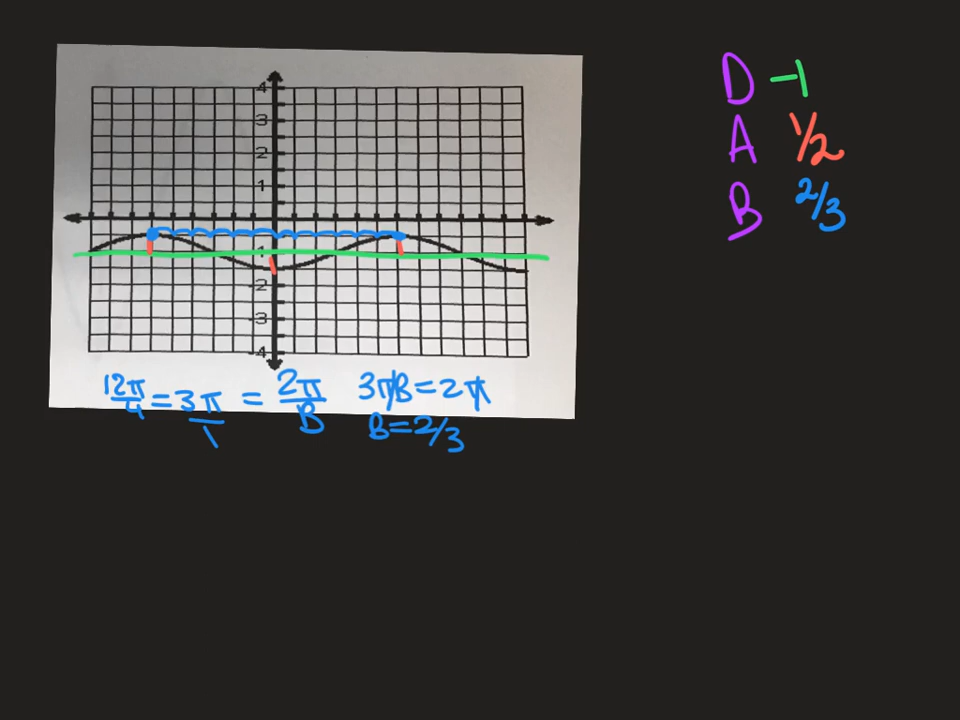 D -1
A 1/2
B 2/3
4
3
2
1
-1
-2
-3
-4
12π/4 = 3π/1 = 2π/B
3πB = 2π
B = 2/3